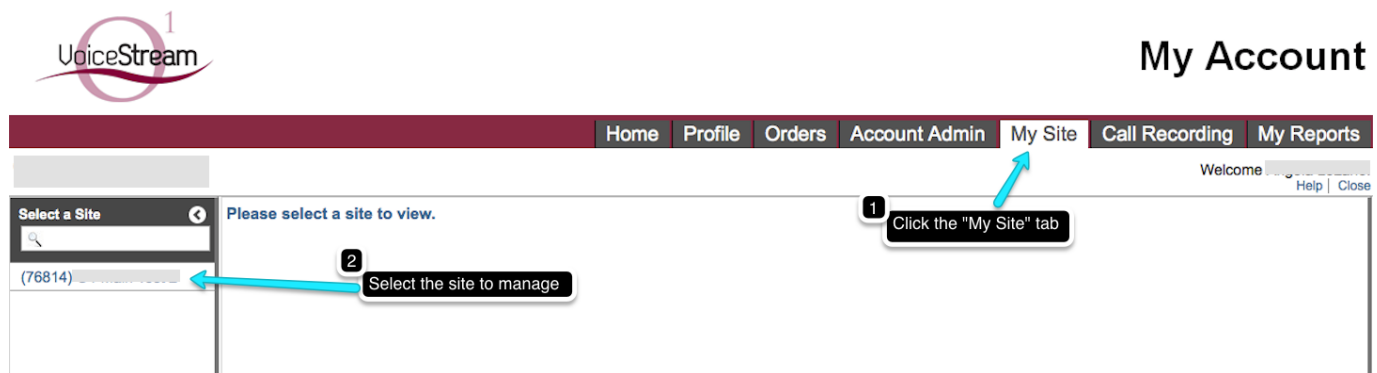 1
VoiceStream
My Account
Home Profile Orders Account Admin My Site Call Recording My Reports
Welcome
Help | Close
Select a Site
Please select a site to view.
1
Click the "My Site" tab
2
Select the site to manage
(76814)